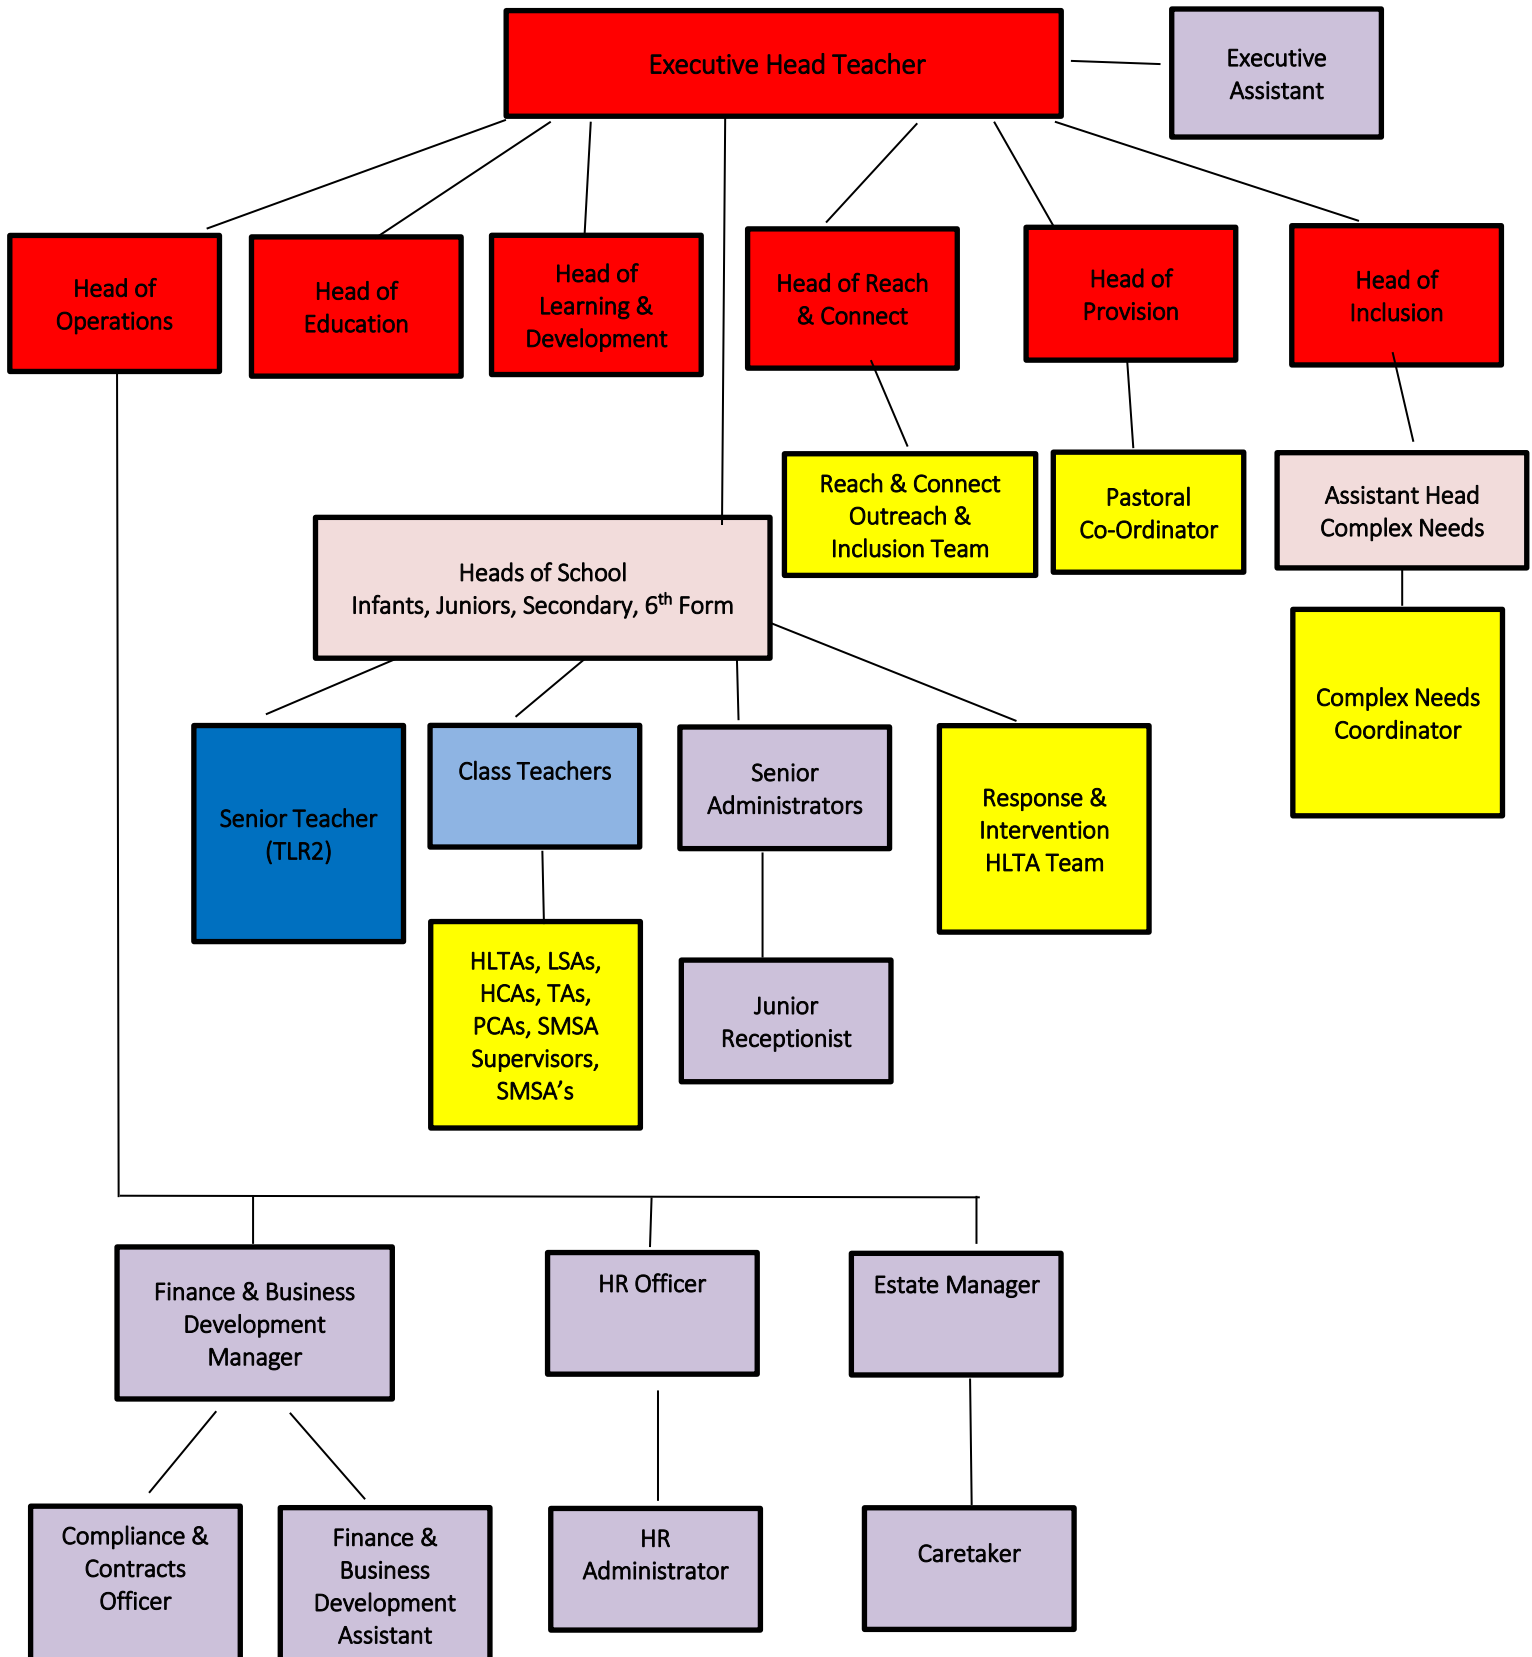 Executive Head Teacher
Executive
Assistant
Head of
Operations
Head of
Education
Head of
Learning &
Development
Head of Reach
& Connect
Head of
Provision
Head of
Inclusion
Reach & Connect
Outreach &
Inclusion Team
Pastoral
Co-Ordinator
Assistant Head
Complex Needs
Heads of School
Infants, Juniors, Secondary, 6th Form
Complex Needs
Coordinator
Senior Teacher
(TLR2)
Class Teachers
Senior
Administrators
Response &
Intervention
HLTA Team
HLTAs, LSAs,
HCAs, TAs,
PCAs, SMSA
Supervisors,
SMSA’s
Junior
Receptionist
Finance & Business
Development
Manager
HR Officer
Estate Manager
Compliance &
Contracts
Officer
Finance &
Business
Development
Assistant
HR
Administrator
Caretaker